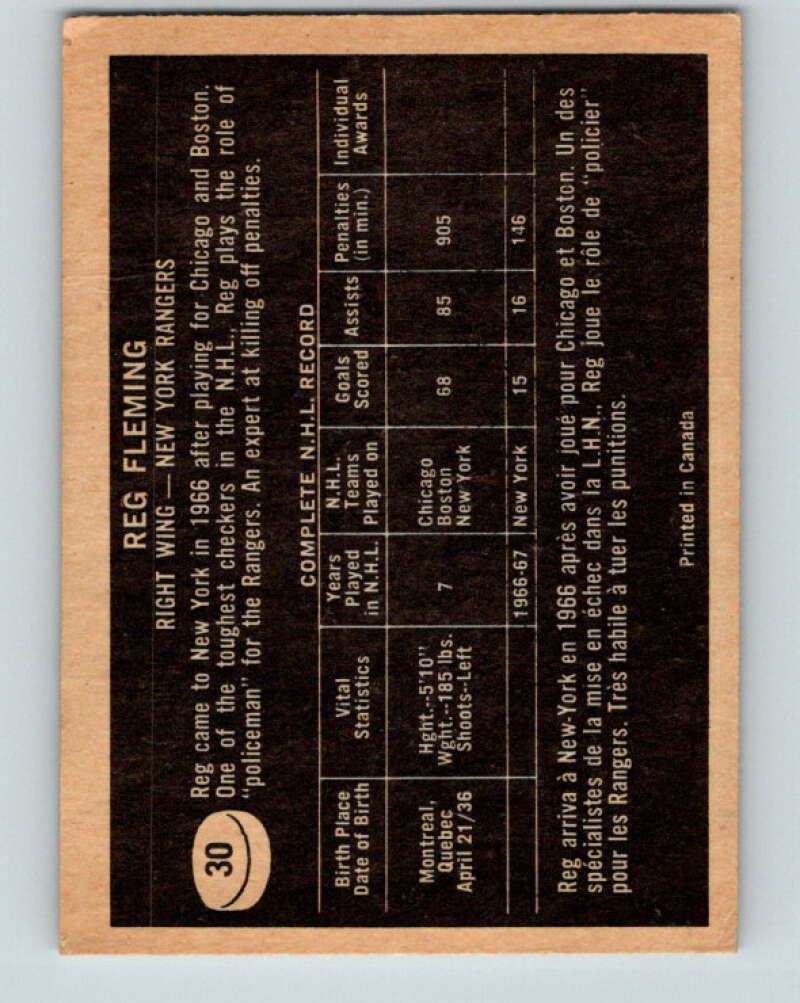 REG FLEMING
RIGHT WING — NEW YORK RANGERS
30
Reg came to New York in 1966 after playing for Chicago and Boston.
One of the toughest checkers in the N.H.L., Reg plays the role of
"policeman" for the Rangers. An expert at killing off penalties.
COMPLETE N.H.L. RECORD
Birth Place
Date of Birth
Vital
Statistics
Years
Played
in N.H.L.
N.H.L.
Teams
Played on
Goals
Scored
Assists
Penalties
(in min.)
Individual
Awards
Montreal,
Quebec
April 21/36
Hght.--5'10"
Wght.--185 lbs.
Shoots--Left
7
Chicago
Boston
New York
68
85
905
1966-67
New York
15
16
146
Reg arriva à New-York en 1966 après avoir joué pour Chicago et Boston. Un des
spécialistes de la mise en échec dans la L.H.N., Reg joue le rôle de "policier"
pour les Rangers. Très habile à tuer les punitions.
Printed in Canada